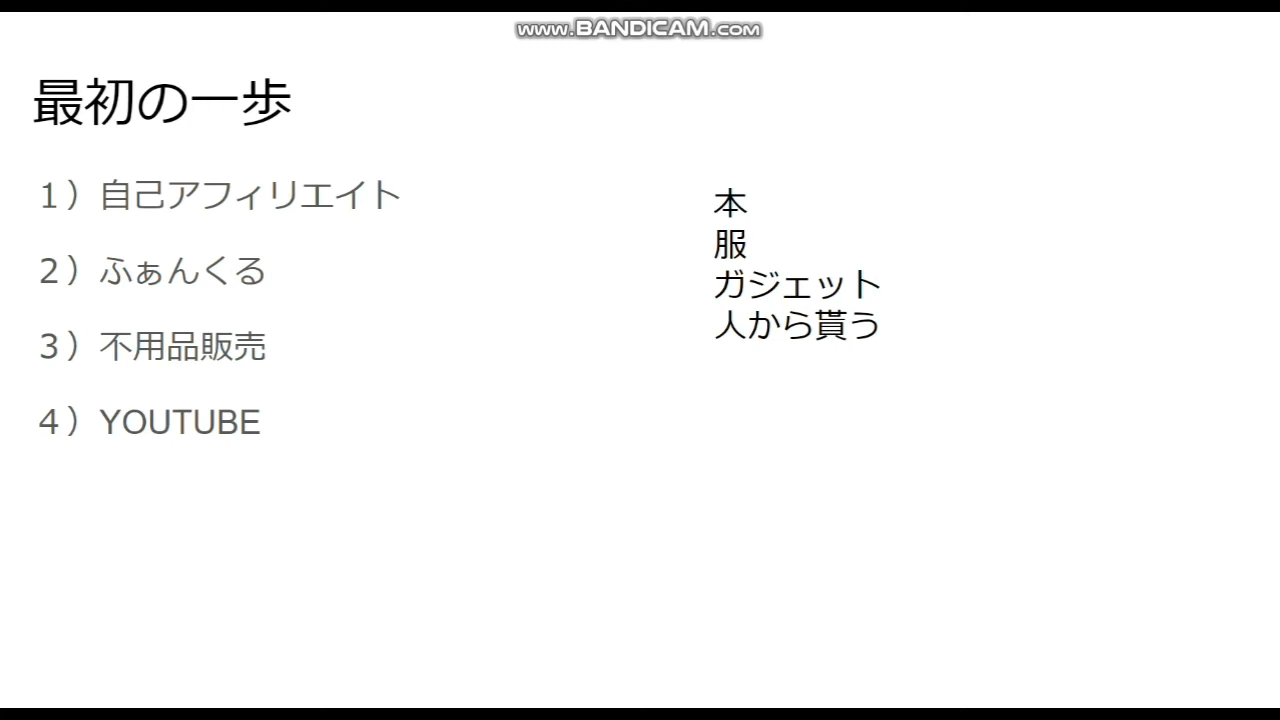 www.BANDICAM.com
最初の一歩
１）自己アフィリエイト
２）ふぁんくる
３）不用品販売
４）YOUTUBE
本
服
ガジェット
人から貰う